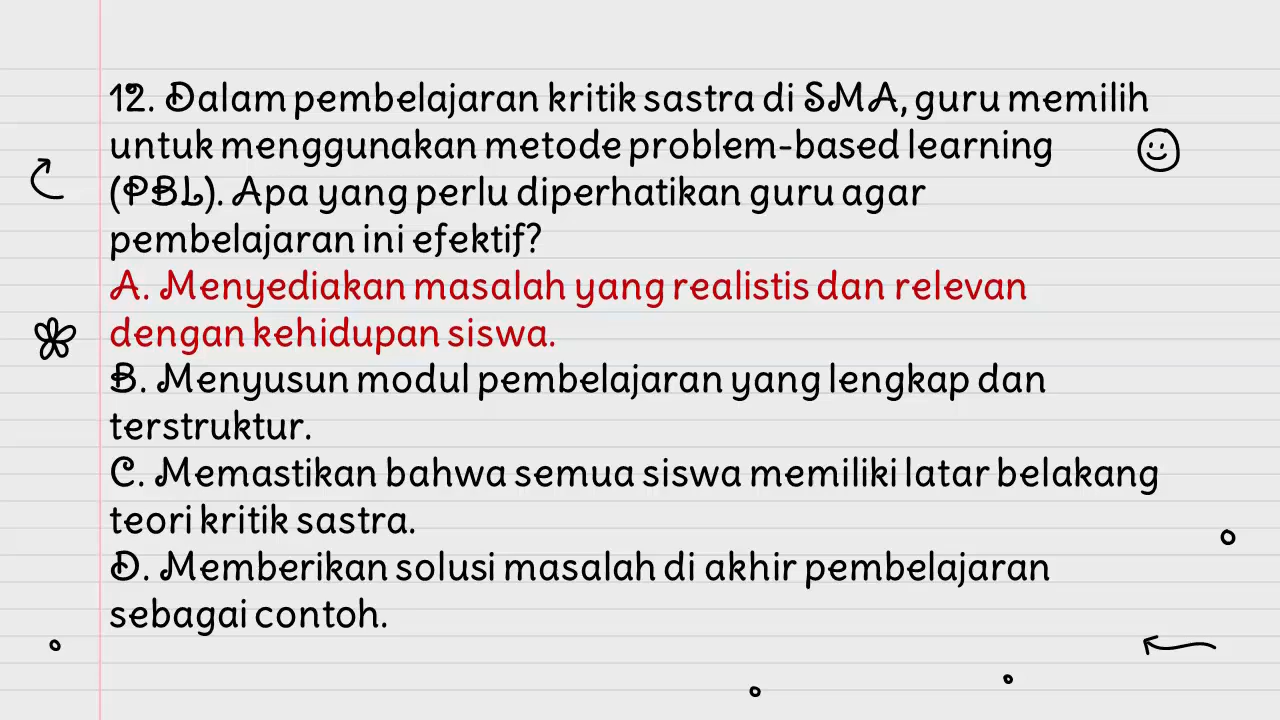 12. Dalam pembelajaran kritik sastra di SMA, guru memilih
untuk menggunakan metode problem-based learning
(PBL). Apa yang perlu diperhatikan guru agar
pembelajaran ini efektif?
A. Menyediakan masalah yang realistis dan relevan
dengan kehidupan siswa.
B. Menyusun modul pembelajaran yang lengkap dan
terstruktur.
C. Memastikan bahwa semua siswa memiliki latar belakang
teori kritik sastra.
D. Memberikan solusi masalah di akhir pembelajaran
sebagai contoh.